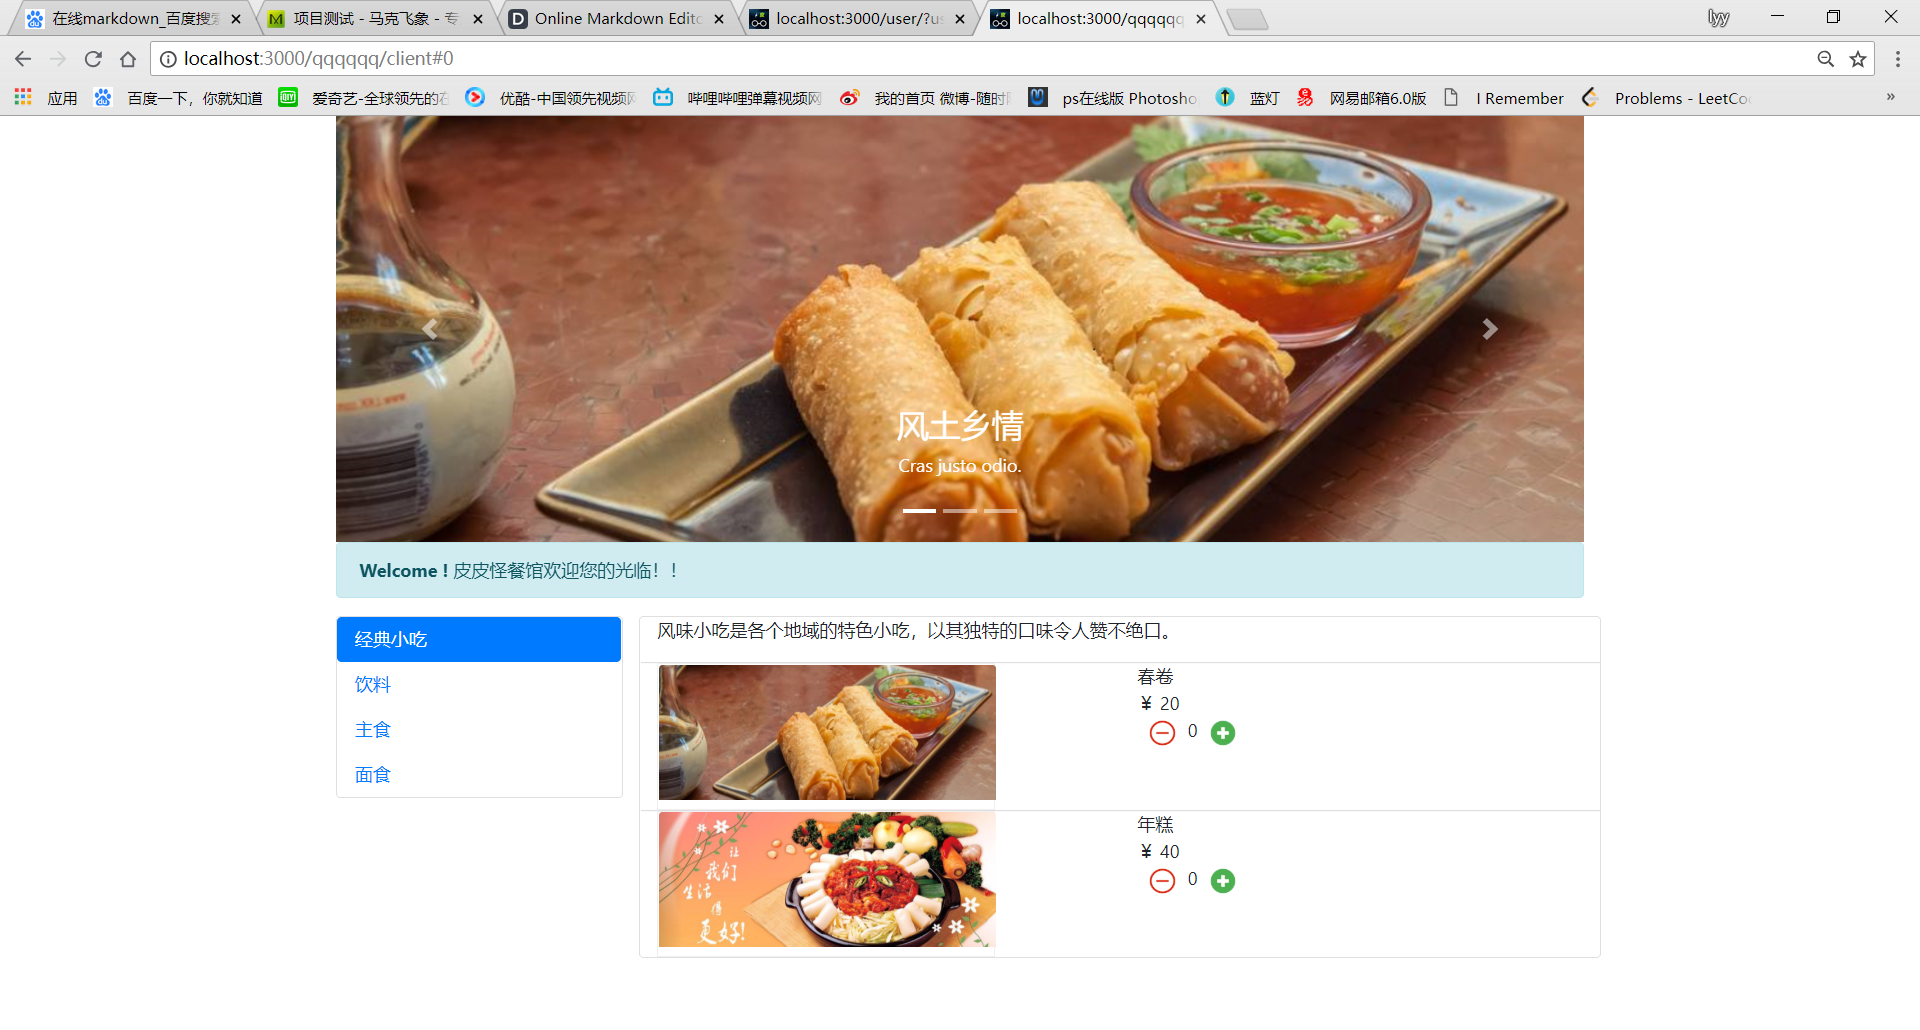 在线markdown_百度搜索
项目测试 - 马克飞象 - 专
Online Markdown Edito
localhost:3000/user/?us
localhost:3000/qqqqqq
lyy
localhost:3000/qqqqqq/client#0
应用
百度一下，你就知道
爱奇艺-全球领先的在
优酷-中国领先视频网
哔哩哔哩弹幕视频网
我的首页 微博-随时随
ps在线版 Photosho
蓝灯
网易邮箱6.0版
I Remember
Problems - LeetCo
»
风土乡情
Cras justo odio.
Welcome ! 皮皮怪餐馆欢迎您的光临！！
经典小吃
饮料
主食
面食
风味小吃是各个地域的特色小吃，以其独特的口味令人赞不绝口。
春卷
¥ 20
0
让
我们
生活
得
更好!
年糕
¥ 40
0